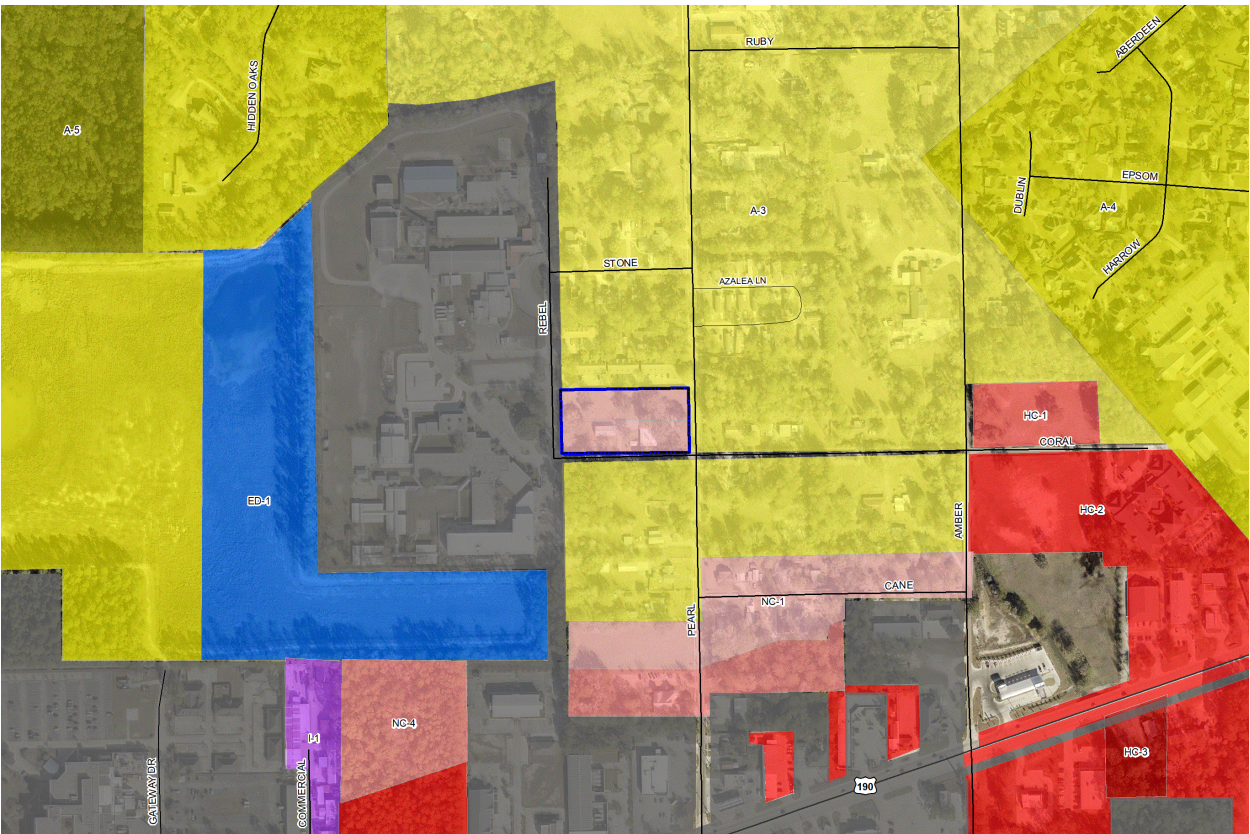 RUBY
ABERDEEN
HIDDEN OAKS
A-5
EPSOM
DUBLIN
A-4
A-3
HARROW
STONE
AZALEA LN
REBEL
HC-1
CORAL
ED-1
HC-2
AMBER
CANE
NC-1
PEARL
NC-4
I-1
HC-3
GATEWAY DR
COMMERCIAL
190